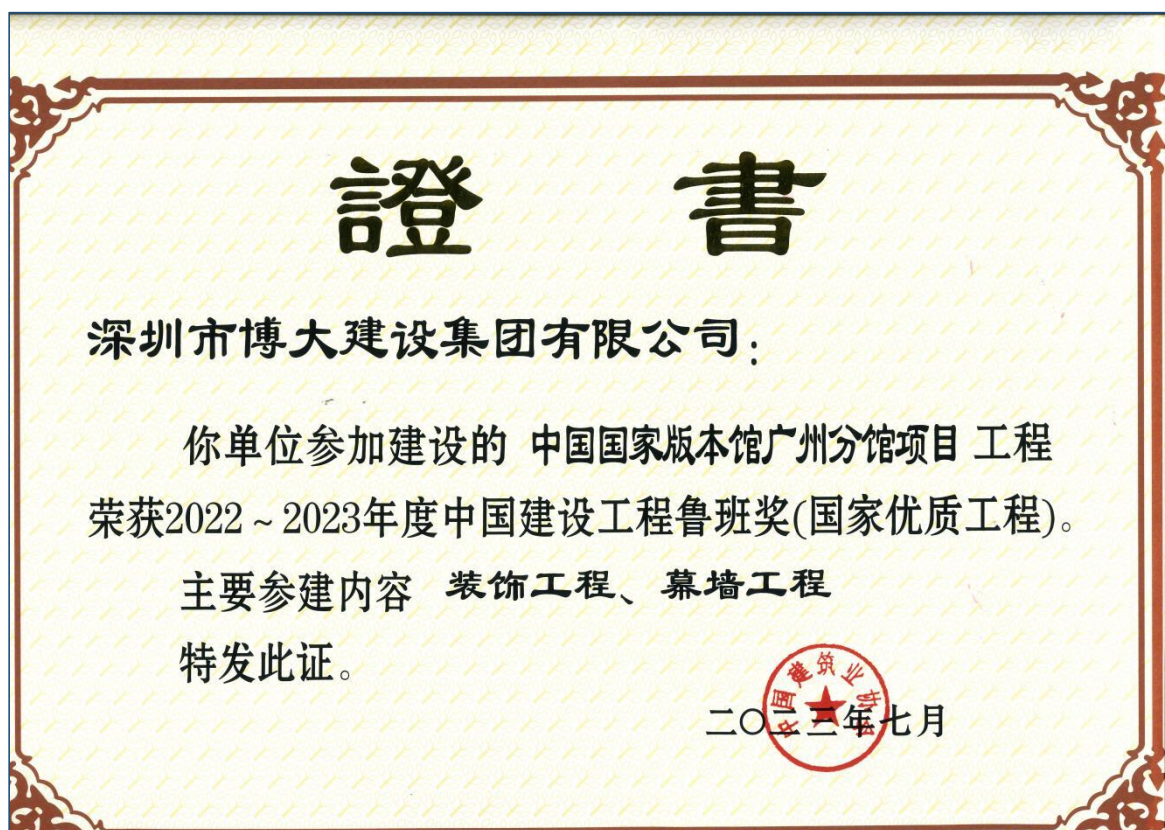 證 書
深圳市博大建设集团有限公司：
你单位参加建设的 中国国家版本馆广州分馆项目 工程
荣获2022～2023年度中国建设工程鲁班奖(国家优质工程)。
主要参建内容 装饰工程、幕墙工程
特发此证。
中国建筑业协会
二〇二三年七月